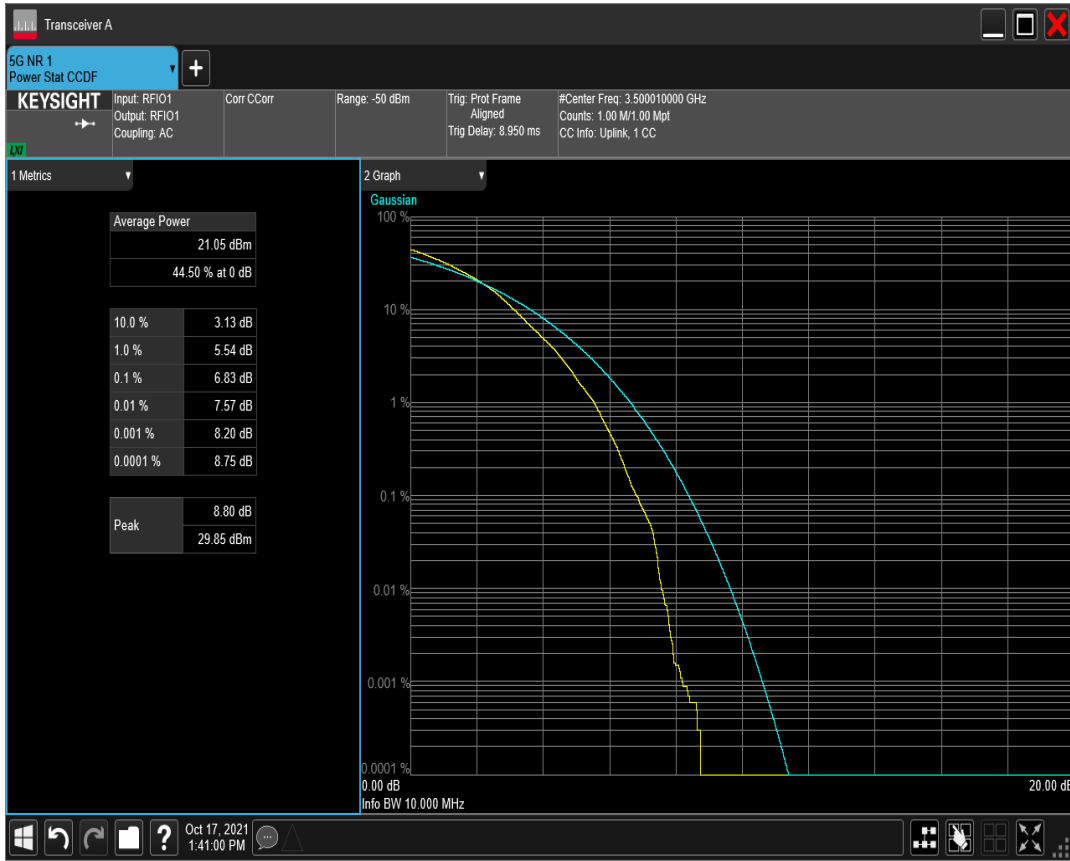 Transceiver A
5G NR 1
Power Stat CCDF
KEYSIGHT
LXI
Input: RFIO1
Output: RFIO1
Coupling: AC
Corr CCorr
Range: -50 dBm
Trig: Prot Frame
Aligned
Trig Delay: 8.950 ms
#Center Freq: 3.500010000 GHz
Counts: 1.00 M/1.00 Mpt
CC Info: Uplink, 1 CC
1 Metrics
Average Power
21.05 dBm
44.50 % at 0 dB
10.0 % 3.13 dB
1.0 % 5.54 dB
0.1 % 6.83 dB
0.01 % 7.57 dB
0.001 % 8.20 dB
0.0001 % 8.75 dB
Peak
8.80 dB
29.85 dBm
2 Graph
Gaussian
100 %
10 %
1 %
0.1 %
0.01 %
0.001 %
0.0001 %
0.00 dB 20.00 dB
Info BW 10.000 MHz
? Oct 17, 2021
1:41:00 PM